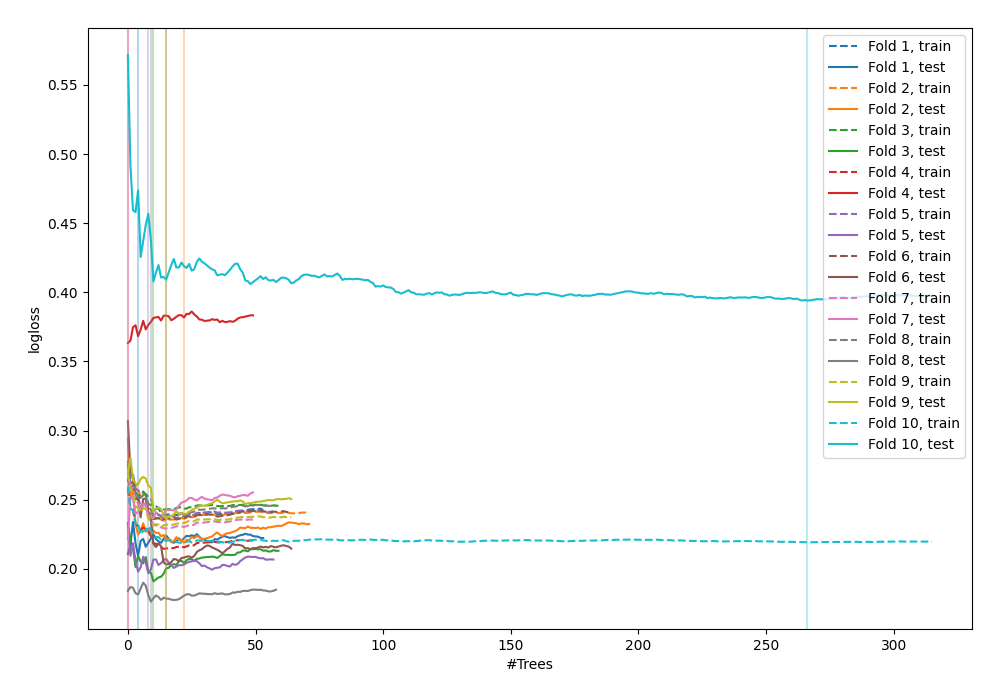 0.55
0.50
0.45
0.40
0.35
0.30
0.25
0.20
logloss
0 50 100 150 200 250 300
#Trees
Fold 1, train
Fold 1, test
Fold 2, train
Fold 2, test
Fold 3, train
Fold 3, test
Fold 4, train
Fold 4, test
Fold 5, train
Fold 5, test
Fold 6, train
Fold 6, test
Fold 7, train
Fold 7, test
Fold 8, train
Fold 8, test
Fold 9, train
Fold 9, test
Fold 10, train
Fold 10, test